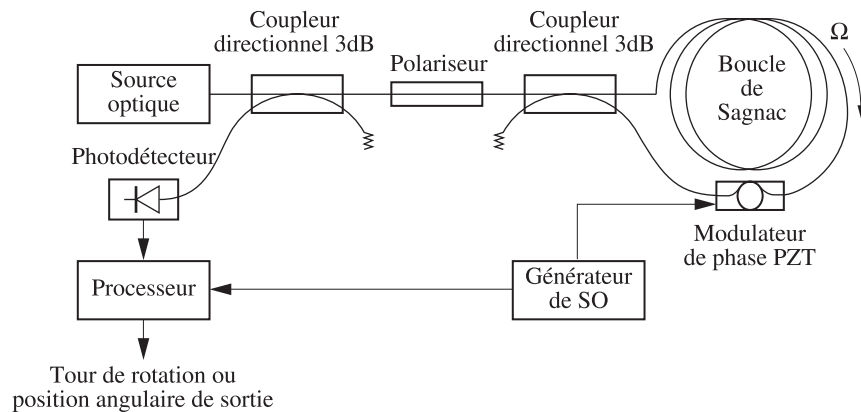 Coupleur
directionnel 3dB
Coupleur
directionnel 3dB
Polariseur
Source
optique
Boucle
de
Sagnac
Ω
Photodétecteur
Modulateur
de phase PZT
Processeur
Générateur
de SO
Tour de rotation ou
position angulaire de sortie